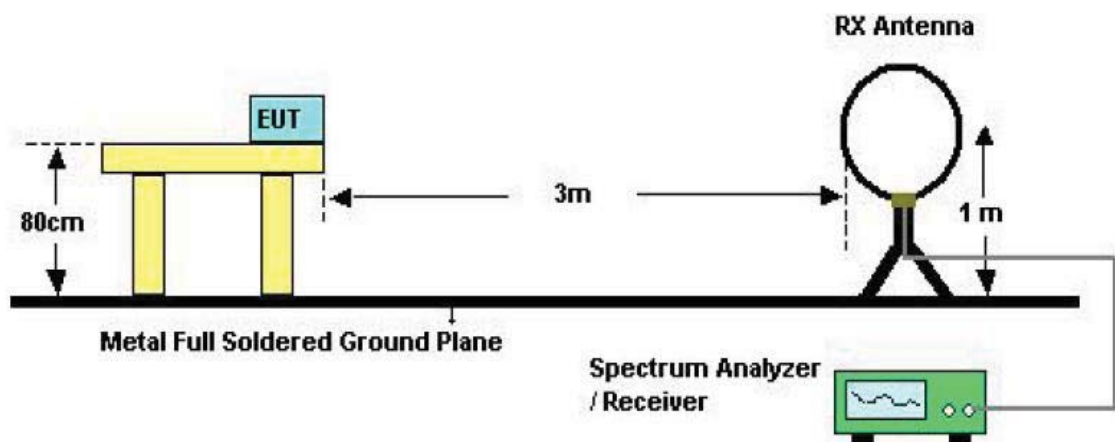 RX Antenna
EUT
80cm
3m
1 m
Metal Full Soldered Ground Plane
Spectrum Analyzer
/ Receiver